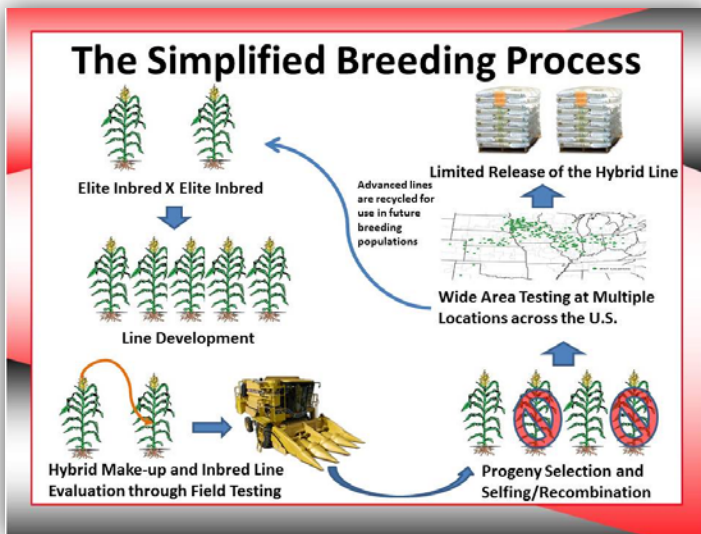 The Simplified Breeding Process
Elite Inbred X Elite Inbred
Line Development
Hybrid Make-up and Inbred Line
Evaluation through Field Testing
Progeny Selection and
Selfing/Recombination
Wide Area Testing at Multiple
Locations across the U.S.
Advanced lines
are recycled for
use in future
breeding
populations
Limited Release of the Hybrid Line